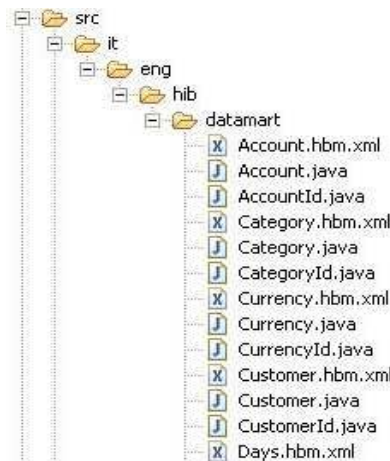 src
it
eng
hib
datamart
Account.hbm.xml
Account.java
AccountId.java
Category.hbm.xml
Category.java
CategoryId.java
Currency.hbm.xml
Currency.java
CurrencyId.java
Customer.hbm.xml
Customer.java
CustomerId.java
Days.hbm.xml